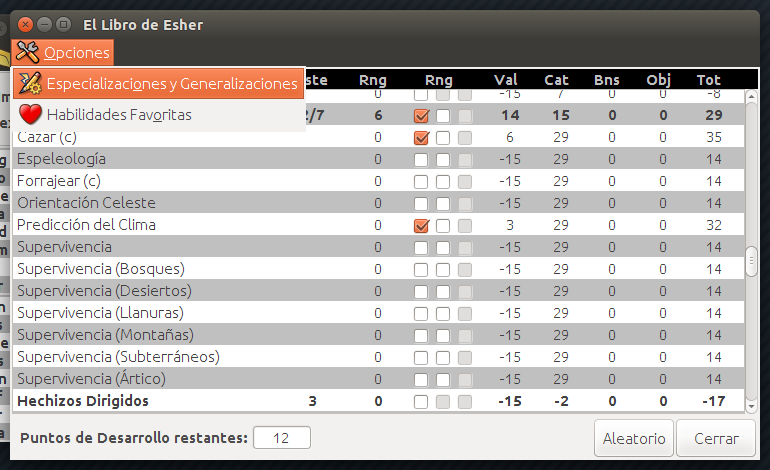 El Libro de Esher
Opciones
Especializaciones y Generalizaciones
Habilidades Favoritas
ste Rng Rng Val Cat Bns Obj Tot
0 -15 7 0 0 -8
2/7 6 14 15 0 0 29
Cazar (c) 0 6 29 0 0 35
Espeleología 0 -15 29 0 0 14
Forrajear (c) 0 -15 29 0 0 14
Orientación Celeste 0 -15 29 0 0 14
Predicción del Clima 0 3 29 0 0 32
Supervivencia 0 -15 29 0 0 14
Supervivencia (Bosques) 0 -15 29 0 0 14
Supervivencia (Desiertos) 0 -15 29 0 0 14
Supervivencia (Llanuras) 0 -15 29 0 0 14
Supervivencia (Montañas) 0 -15 29 0 0 14
Supervivencia (Subterráneos) 0 -15 29 0 0 14
Supervivencia (Ártico) 0 -15 29 0 0 14
Hechizos Dirigidos 3 0 -15 -2 0 0 -17
Puntos de Desarrollo restantes: 12
Aleatorio Cerrar